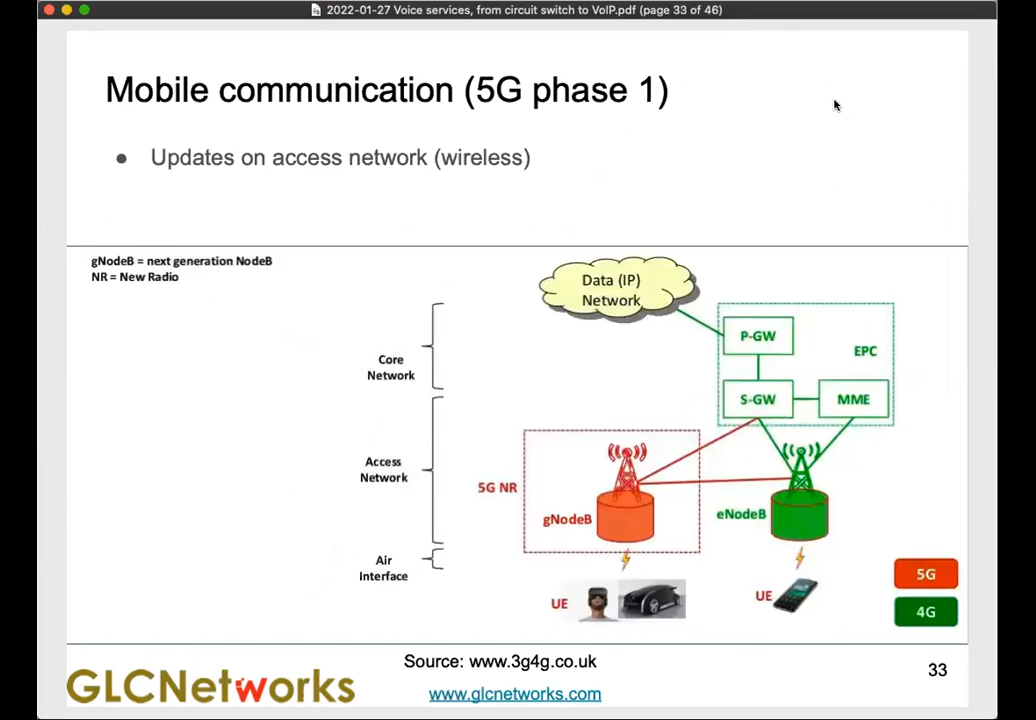 2022-01-27 Voice services, from circuit switch to VoIP.pdf (page 33 of 46)
Mobile communication (5G phase 1)
● Updates on access network (wireless)
gNodeB = next generation NodeB
NR = New Radio
Data (IP)
Network
P-GW
EPC
Core
Network
S-GW
MME
Access
Network
5G NR
gNodeB
eNodeB
Air
Interface
UE
UE
5G
4G
Source: www.3g4g.co.uk
GLCNetworks
www.glcnetworks.com
33